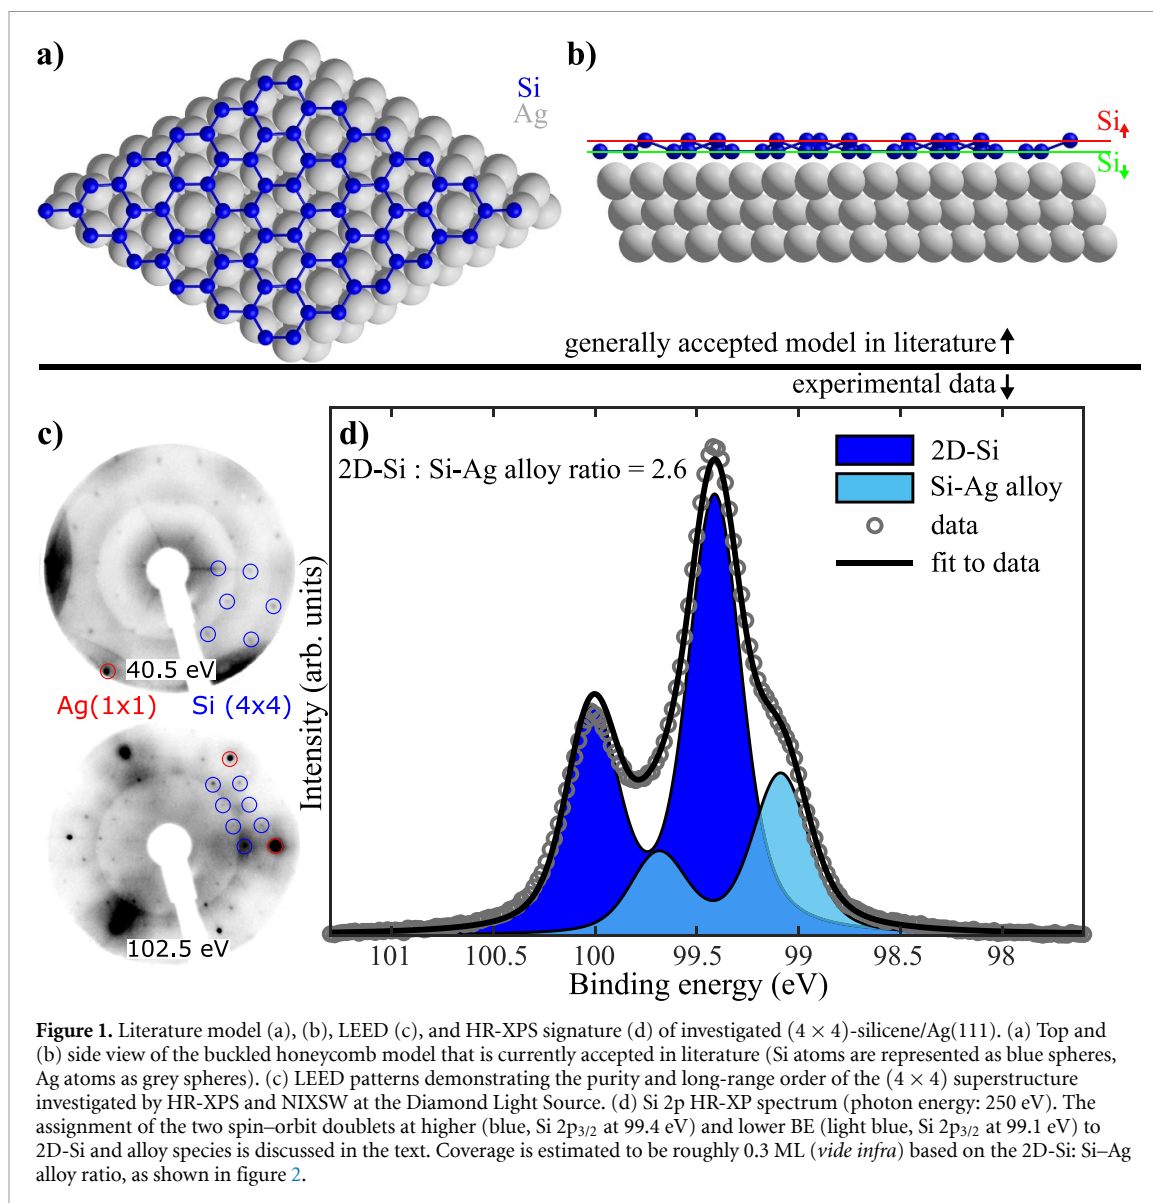 a)
Si
Ag
b)
Si↑
Si↓
generally accepted model in literature ↑
experimental data ↓
c)
40.5 eV
Ag(1x1) Si (4x4)
102.5 eV
d)
2D-Si : Si-Ag alloy ratio = 2.6
2D-Si
Si-Ag alloy
data
fit to data
Intensity (arb. units)
101 100.5 100 99.5 99 98.5 98
Binding energy (eV)
Figure 1. Literature model (a), (b), LEED (c), and HR-XPS signature (d) of investigated (4 × 4)-silicene/Ag(111). (a) Top and
(b) side view of the buckled honeycomb model that is currently accepted in literature (Si atoms are represented as blue spheres,
Ag atoms as grey spheres). (c) LEED patterns demonstrating the purity and long-range order of the (4 × 4) superstructure
investigated by HR-XPS and NIXSW at the Diamond Light Source. (d) Si 2p HR-XP spectrum (photon energy: 250 eV). The
assignment of the two spin–orbit doublets at higher (blue, Si 2p3/2 at 99.4 eV) and lower BE (light blue, Si 2p3/2 at 99.1 eV) to
2D-Si and alloy species is discussed in the text. Coverage is estimated to be roughly 0.3 ML (vide infra) based on the 2D-Si: Si–Ag
alloy ratio, as shown in figure 2.